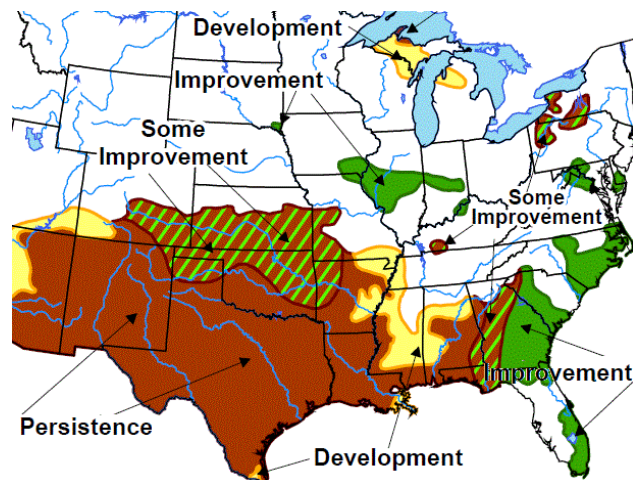 Development
Improvement
Some
Improvement
Some
Improvement
Improvement
Persistence
Development